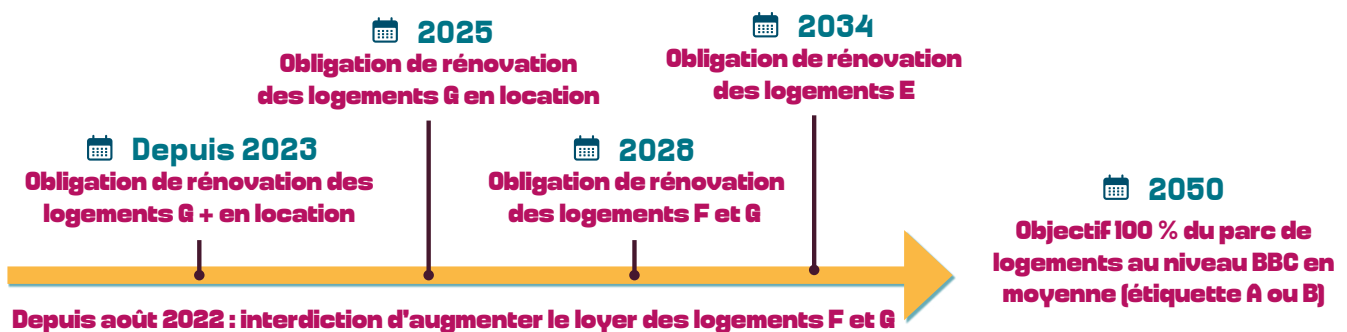 Depuis 2023
Obligation de rénovation des
logements G + en location
2025
Obligation de rénovation
des logements G en location
2028
Obligation de rénovation
des logements F et G
2034
Obligation de rénovation
des logements E
2050
Objectif 100 % du parc de
logements au niveau BBC en
moyenne (étiquette A ou B)
Depuis août 2022 : interdiction d'augmenter le loyer des logements F et G